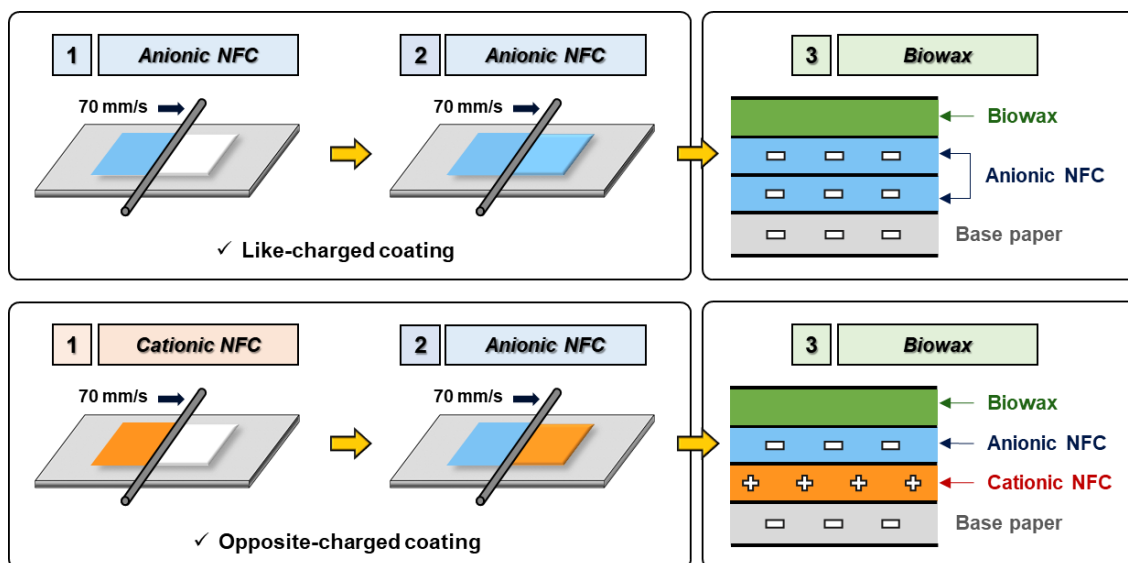 1 Anionic NFC
2 Anionic NFC
3 Biowax
70 mm/s
70 mm/s
Biowax
Anionic NFC
Base paper
✓ Like-charged coating
1 Cationic NFC
2 Anionic NFC
3 Biowax
70 mm/s
70 mm/s
Biowax
Anionic NFC
Cationic NFC
Base paper
✓ Opposite-charged coating